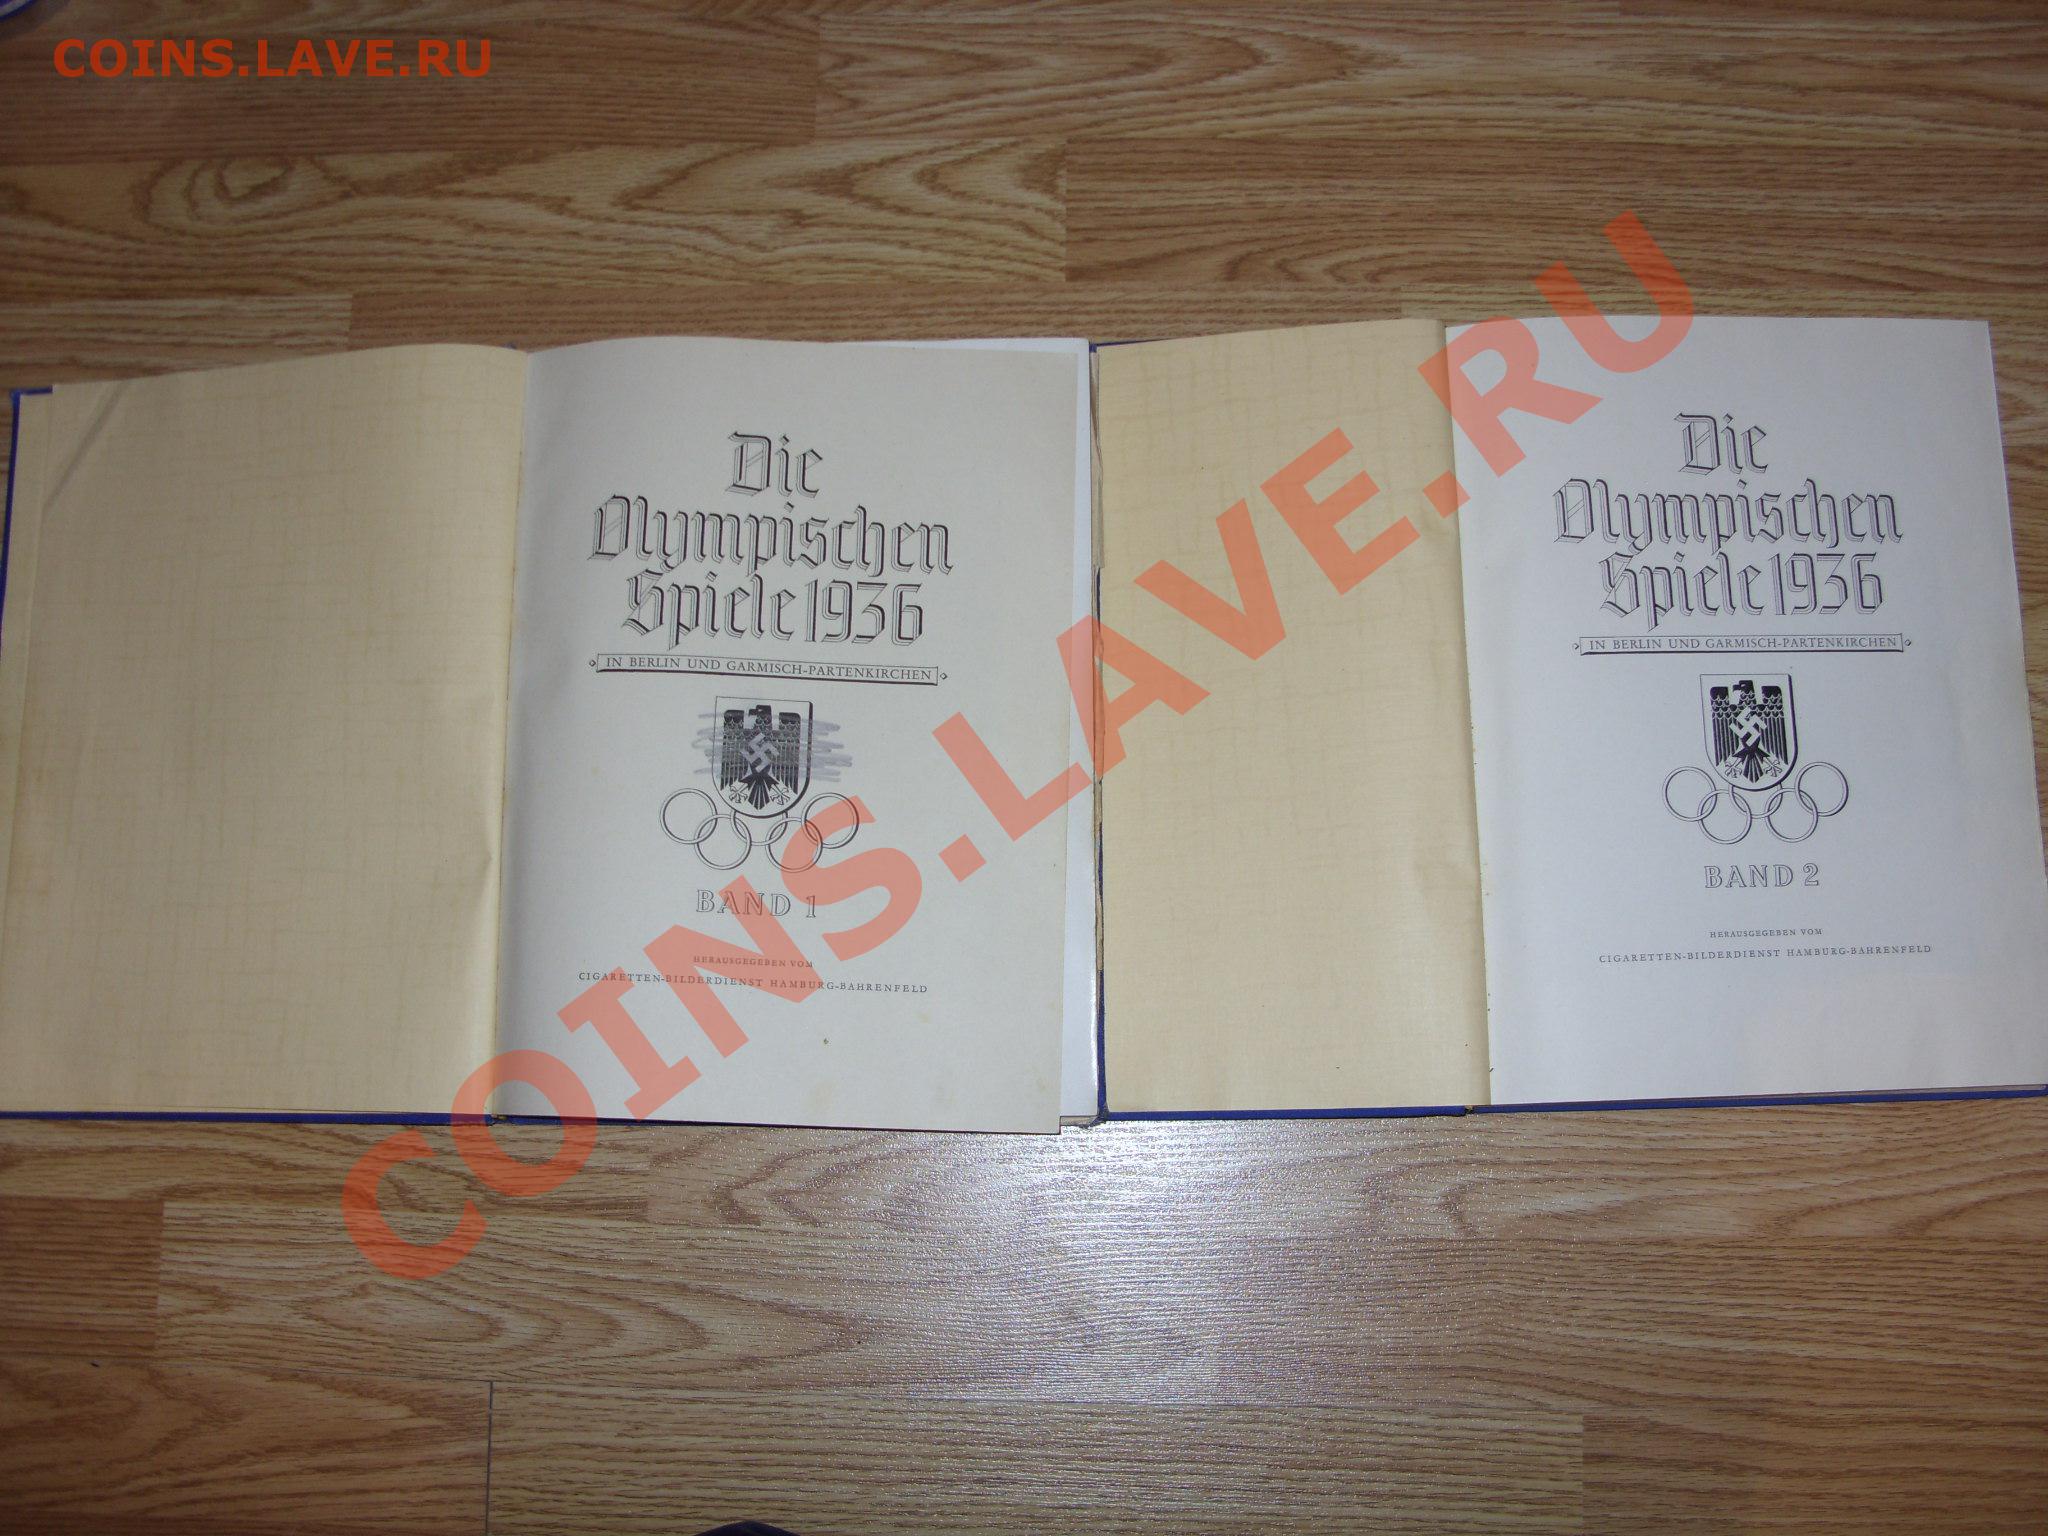 COINS.LAVE.RU
Die
Olympischen
Spiele 1936
IN BERLIN UND GARMISCH-PARTENKIRCHEN
BAND 1
HERAUSGEGEBEN VOM
CIGARETTEN-BILDERDIENST HAMBURG-BAHRENFELD
Die
Olympischen
Spiele 1936
IN BERLIN UND GARMISCH-PARTENKIRCHEN
BAND 2
HERAUSGEGEBEN VOM
CIGARETTEN-BILDERDIENST HAMBURG-BAHRENFELD
COINS.LAVE.RU